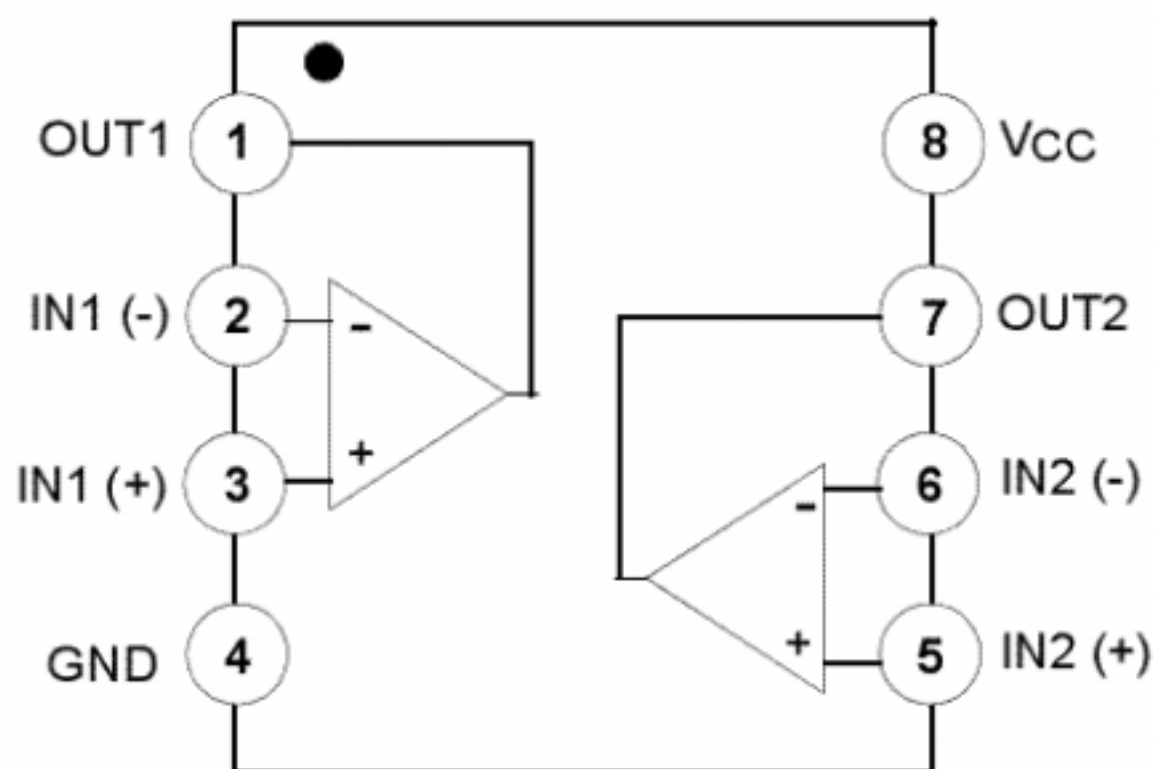 OUT1 1 8 VCC
IN1 (-) 2 - 7 OUT2
IN1 (+) 3 + - 6 IN2 (-)
GND 4 + 5 IN2 (+)